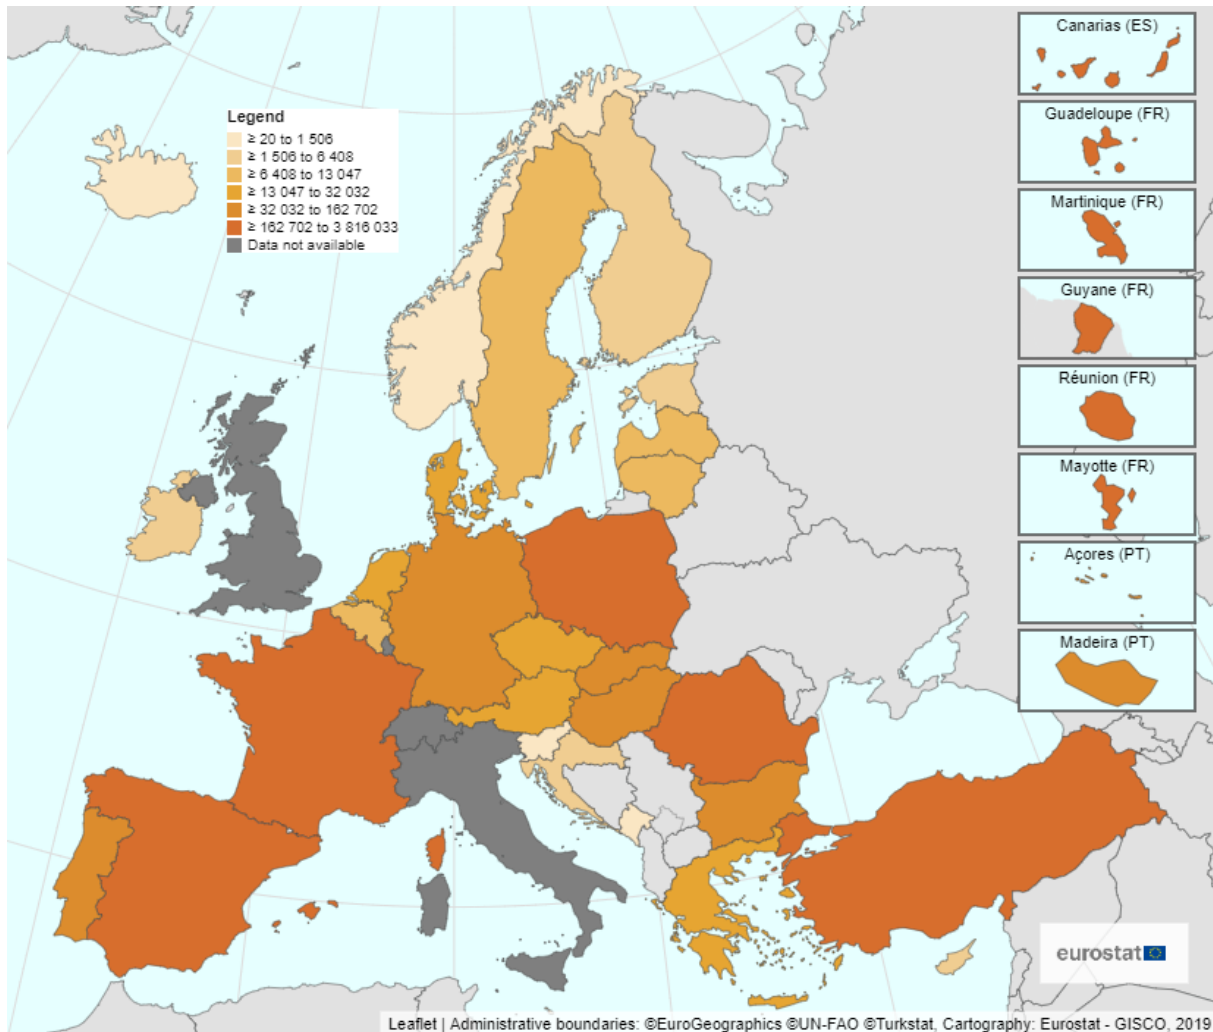 Canarias (ES)
Legend
≥ 20 to 1 506
≥ 1 506 to 6 408
≥ 6 408 to 13 047
≥ 13 047 to 32 032
≥ 32 032 to 162 702
≥ 162 702 to 3 816 033
Data not available
Guadeloupe (FR)
Martinique (FR)
Guyane (FR)
Réunion (FR)
Mayotte (FR)
Açores (PT)
Madeira (PT)
eurostat
Leaflet | Administrative boundaries: ©EuroGeographics ©UN-FAO ©Turkstat, Cartography: Eurostat - GISCO, 2019